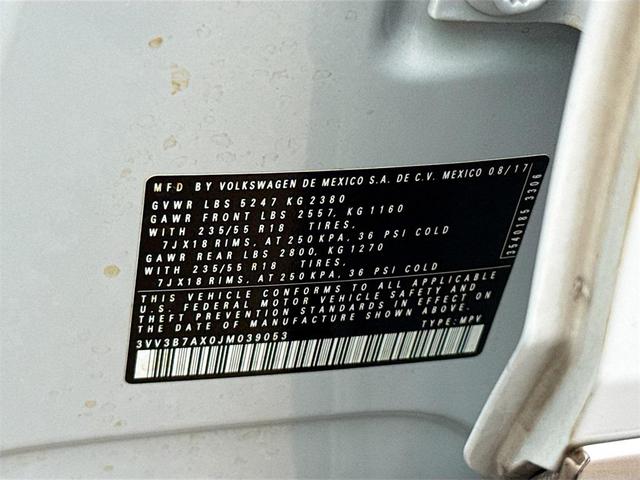 MFD BY VOLKSWAGEN DE MEXICO S.A. DE C.V. MEXICO 08/17
GVWR LBS 5247 KG 2380
GAWR FRONT LBS 2557, KG 1160
WITH 235/55 R18 TIRES,
7JX18 RIMS, AT 250 KPA, 36 PSI COLD
GAWR REAR LBS 2800, KG 1270
WITH 235/55 R18 TIRES,
7JX18 RIMS, AT 250 KPA, 36 PSI COLD
THIS VEHICLE CONFORMS TO ALL APPLICABLE
U.S. FEDERAL MOTOR VEHICLE SAFETY AND
THEFT PREVENTION STANDARDS IN EFFECT ON
THE DATE OF MANUFACTURE SHOWN ABOVE.
3VV3B7AX0JM039053 TYPE: MPV
3540185 3306